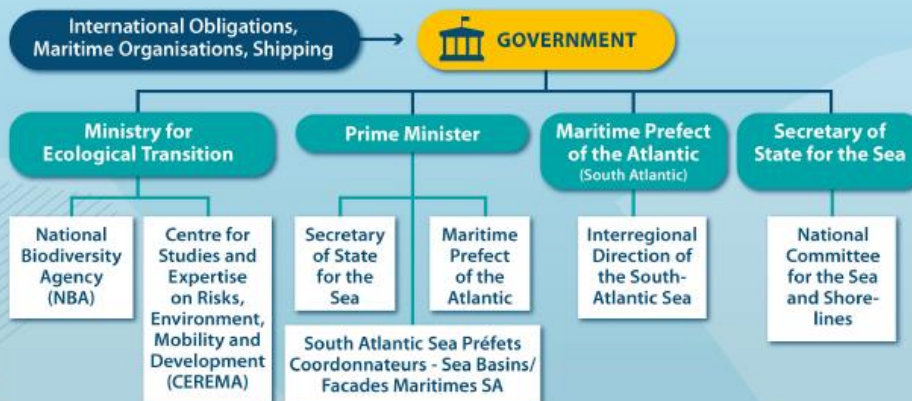 International Obligations,
Maritime Organisations, Shipping
GOVERNMENT
Ministry for
Ecological Transition
Prime Minister
Maritime Prefect
of the Atlantic
(South Atlantic)
Secretary of
State for the Sea
National
Biodiversity
Agency
(NBA)
Centre for
Studies and
Expertise
on Risks,
Environment,
Mobility and
Development
(CEREMA)
Secretary
of State
for the
Sea
Maritime
Prefect
of the
Atlantic
South Atlantic Sea Préfets
Coordonnateurs - Sea Basins/
Facades Maritimes SA
Interregional
Direction of
the South-
Atlantic Sea
National
Committee
for the Sea
and Shore-
lines